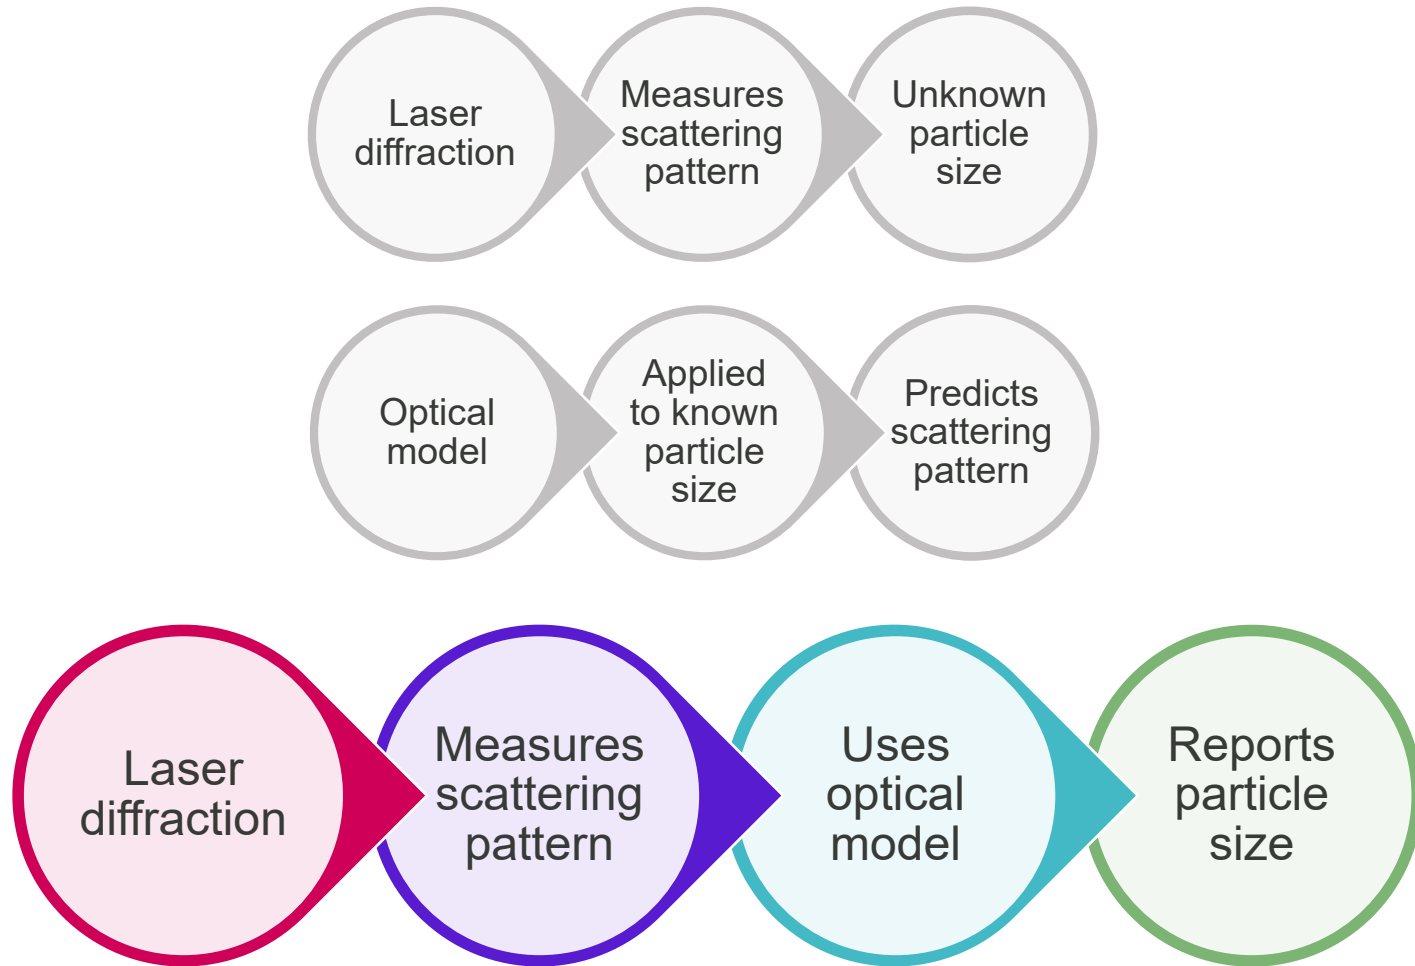 Laser
diffraction
Measures
scattering
pattern
Unknown
particle
size
Optical
model
Applied
to known
particle
size
Predicts
scattering
pattern
Laser
diffraction
Measures
scattering
pattern
Uses
optical
model
Reports
particle
size